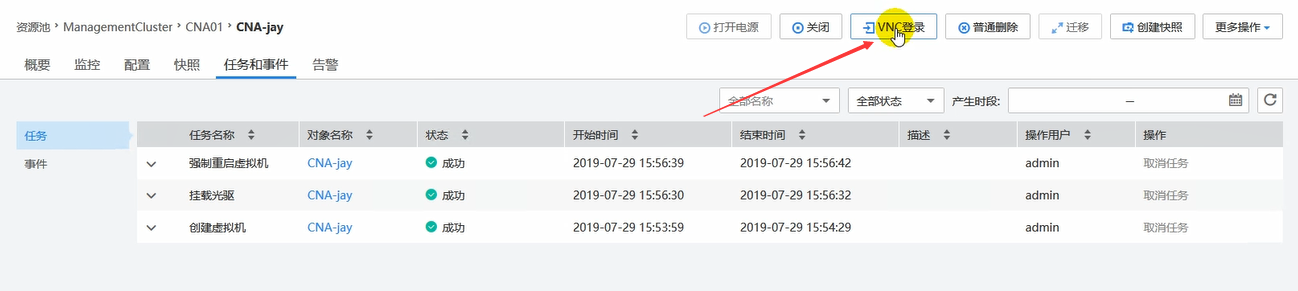 资源池 > ManagementCluster > CNA01 > CNA-jay
打开电源 关闭 VNC登录 普通删除 迁移 创建快照 更多操作
概要 监控 配置 快照 任务和事件 告警
全部名称 全部状态 产生时段: –
任务
事件
任务名称 对象名称 状态 开始时间 结束时间 描述 操作用户 操作
强制重启虚拟机 CNA-jay 成功 2019-07-29 15:56:39 2019-07-29 15:56:42 admin 取消任务
挂载光驱 CNA-jay 成功 2019-07-29 15:56:30 2019-07-29 15:56:32 admin 取消任务
创建虚拟机 CNA-jay 成功 2019-07-29 15:53:59 2019-07-29 15:54:29 admin 取消任务